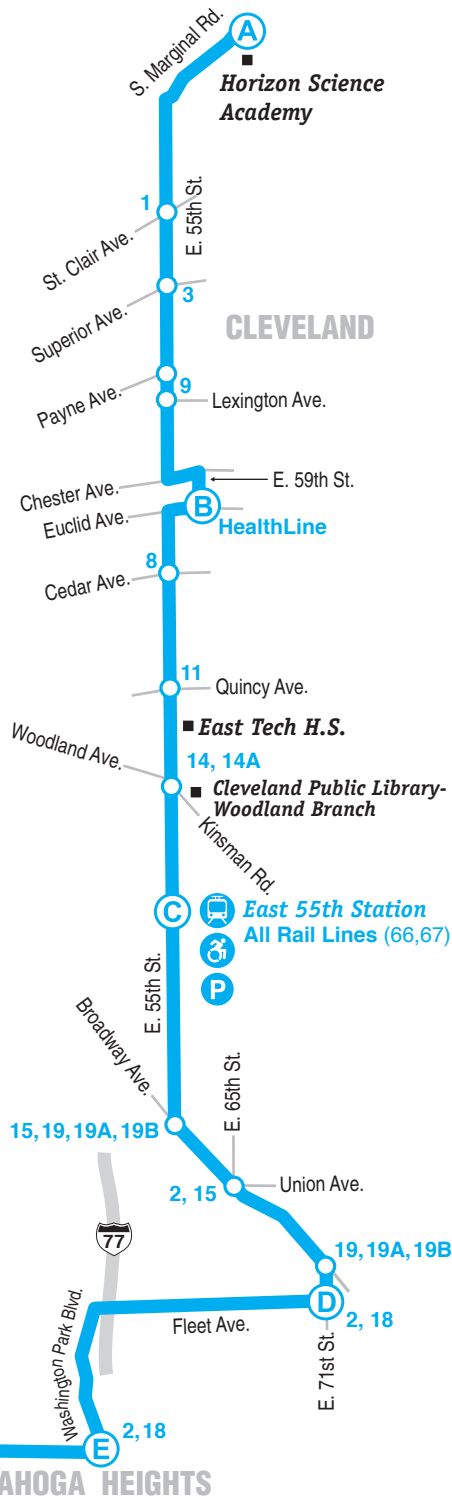 A
S. Marginal Rd.
Horizon Science
Academy
E. 55th St.
1
St. Clair Ave.
3
Superior Ave.
CLEVELAND
9
Payne Ave.
Lexington Ave.
Chester Ave.
E. 59th St.
B
Euclid Ave.
HealthLine
8
Cedar Ave.
11
Quincy Ave.
East Tech H.S.
Woodland Ave.
14, 14A
Cleveland Public Library-
Woodland Branch
Kinsman Rd.
C
East 55th Station
All Rail Lines (66,67)
P
E. 55th St.
Broadway Ave.
15, 19, 19A, 19B
E. 65th St.
2, 15
Union Ave.
77
19, 19A, 19B
D
2, 18
Fleet Ave.
E. 71st St.
Washington Park Blvd.
2,18
E
AHOGA HEIGHTS